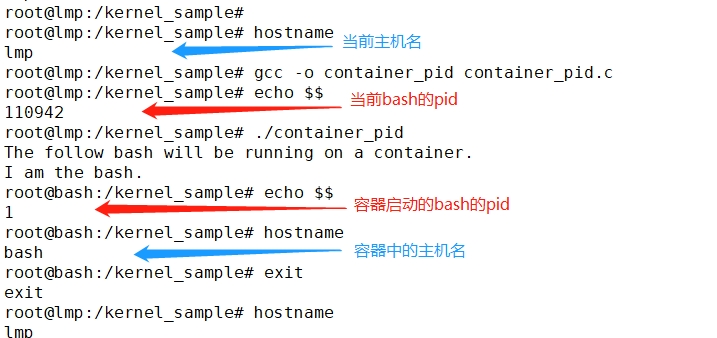 root@lmp:/kernel_sample#
root@lmp:/kernel_sample# hostname
lmp
当前主机名
root@lmp:/kernel_sample# gcc -o container_pid container_pid.c
root@lmp:/kernel_sample# echo $$
110942
当前bash的pid
root@lmp:/kernel_sample# ./container_pid
The follow bash will be running on a container.
I am the bash.
root@bash:/kernel_sample# echo $$
1
容器启动的bash的pid
root@bash:/kernel_sample# hostname
bash
容器中的主机名
root@bash:/kernel_sample# exit
exit
root@lmp:/kernel_sample# hostname
lmp